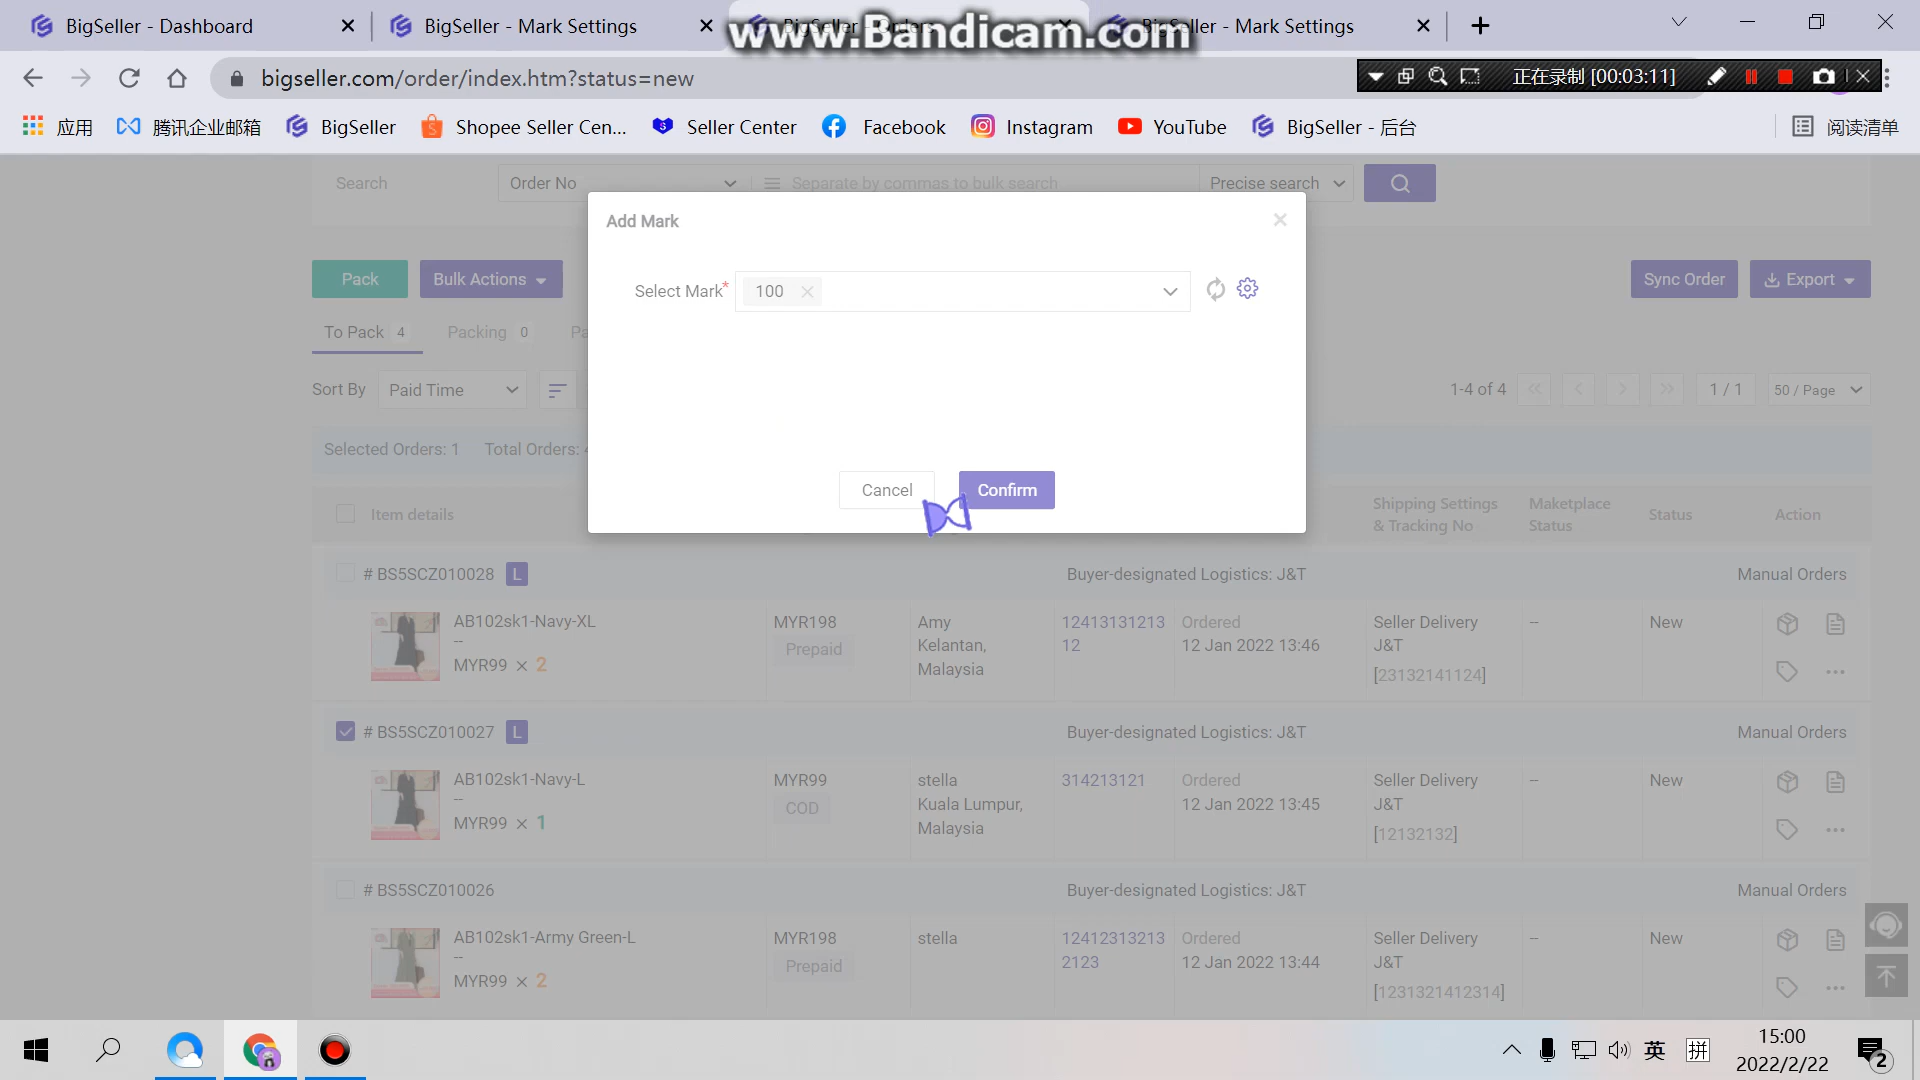 BigSeller - Dashboard
BigSeller - Mark Settings
BigSeller - Orders
BigSeller - Mark Settings
www.Bandicam.com
bigseller.com/order/index.htm?status=new
正在录制 [00:03:11]
应用
腾讯企业邮箱
BigSeller
Shopee Seller Cen...
Seller Center
Facebook
Instagram
YouTube
BigSeller - 后台
阅读清单
Search
Order No
Separate by commas to bulk search
Precise search
Add Mark
Select Mark*
100
Cancel
Confirm
Pack
Bulk Actions
Sync Order
Export
To Pack 4
Packing 0
Pa
Sort By
Paid Time
1-4 of 4
1 / 1
50 / Page
Selected Orders: 1
Total Orders: 4
Item details
Shipping Settings
& Tracking No
Marketplace
Status
Status
Action
# BS5SCZ010028
L
Buyer-designated Logistics: J&T
Manual Orders
AB102sk1-Navy-XL
--
MYR99 × 2
MYR198
Prepaid
Amy
Kelantan,
Malaysia
12413131213
12
Ordered
12 Jan 2022 13:46
Seller Delivery
J&T
[23132141124]
--
New
# BS5SCZ010027
L
Buyer-designated Logistics: J&T
Manual Orders
AB102sk1-Navy-L
--
MYR99 × 1
MYR99
COD
stella
Kuala Lumpur,
Malaysia
314213121
Ordered
12 Jan 2022 13:45
Seller Delivery
J&T
[12132132]
--
New
# BS5SCZ010026
Buyer-designated Logistics: J&T
Manual Orders
AB102sk1-Army Green-L
--
MYR99 × 2
MYR198
Prepaid
stella
12412313213
2123
Ordered
12 Jan 2022 13:44
Seller Delivery
J&T
[1231321412314]
--
New
英
拼
15:00
2022/2/22
2